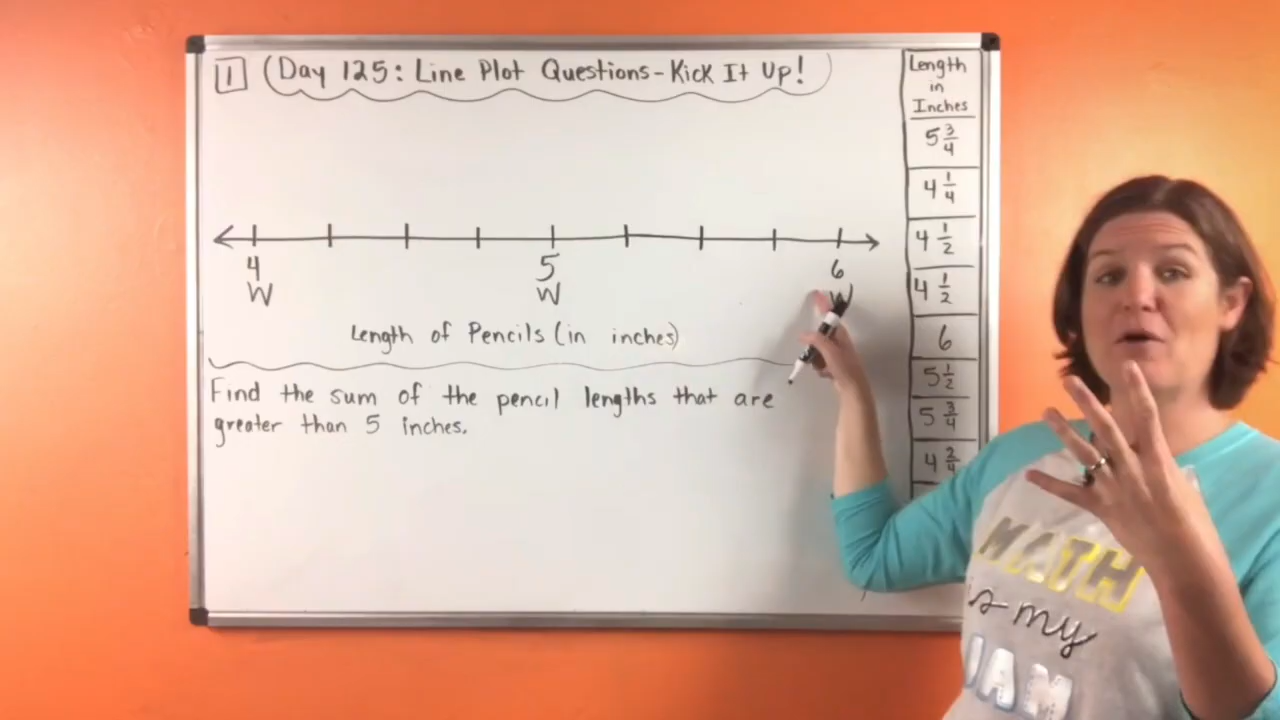 1 Day 125: Line Plot Questions - Kick It Up!
4 5 6
W W W
Length of Pencils (in inches)
Find the sum of the pencil lengths that are
greater than 5 inches.
Length
in
Inches
5 3/4
4 1/4
4 1/2
4 1/2
6
5 1/2
5 3/4
4 2/4
MATH
is my
JAM